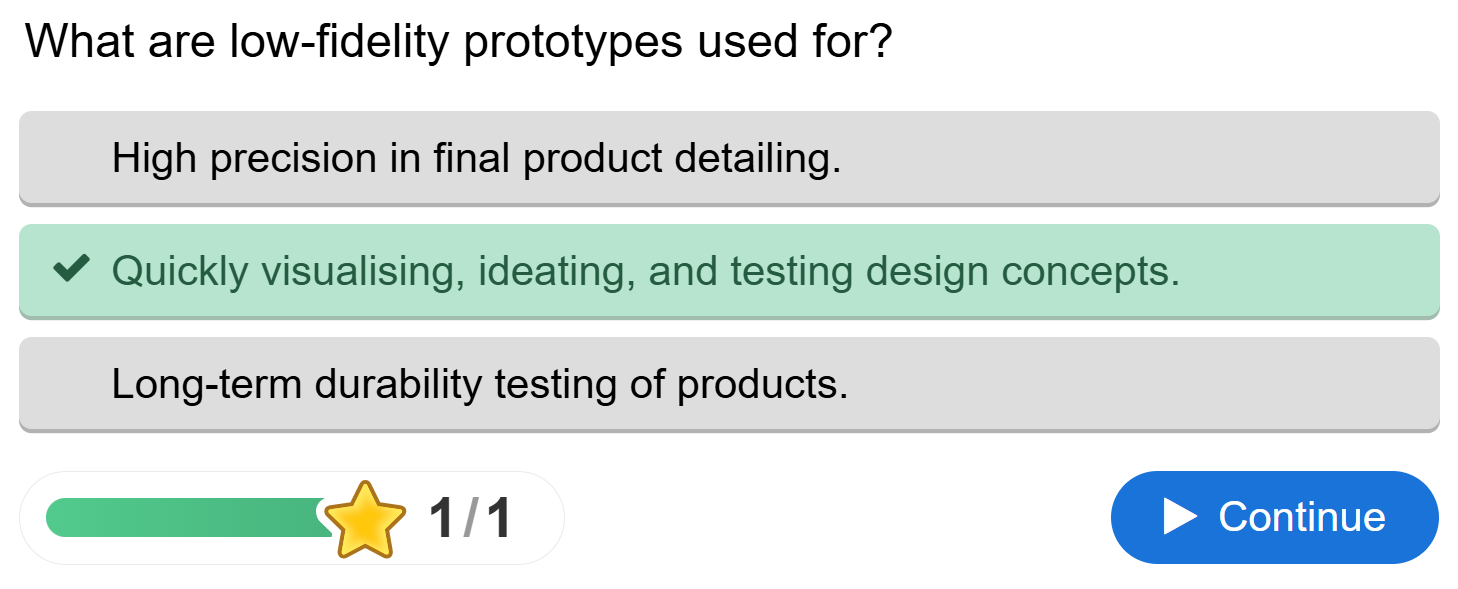 What are low-fidelity prototypes used for?
High precision in final product detailing.
Quickly visualising, ideating, and testing design concepts.
Long-term durability testing of products.
1/1
Continue